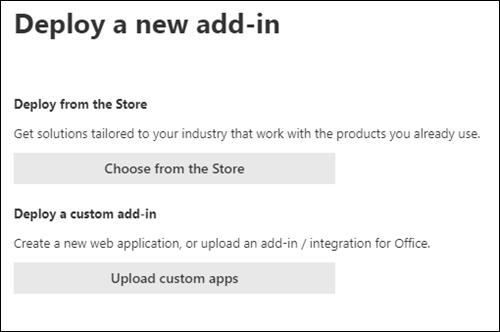 Deploy a new add-in
Deploy from the Store
Get solutions tailored to your industry that work with the products you already use.
Choose from the Store
Deploy a custom add-in
Create a new web application, or upload an add-in / integration for Office.
Upload custom apps